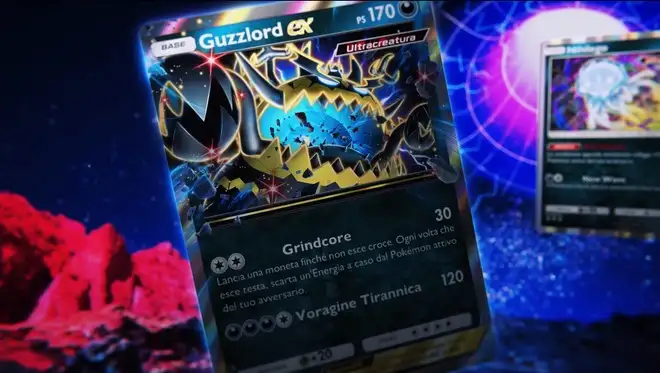 BASE Guzzlord ex PS 170
Ultracreatura
Grindcore 30
Lancia una moneta finché non esce croce. Ogni volta che
esce testa, scarta un'Energia a caso dal Pokémon attivo
del tuo avversario.
Voragine Tirannica 120
+20
Nihilego